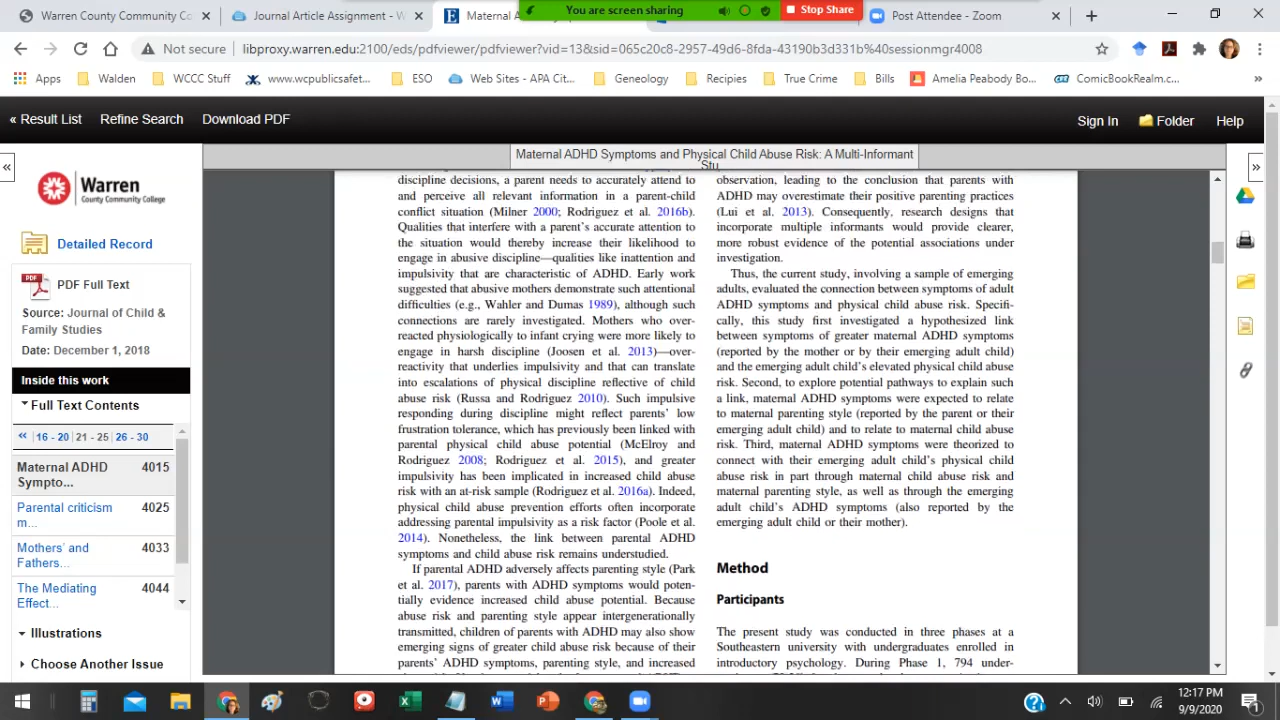 Warren County Community Co
Journal Article Assignment - W
Maternal A
You are screen sharing
Stop Share
Post Attendee - Zoom
Not secure
libproxy.warren.edu:2100/eds/pdfviewer/pdfviewer?vid=13&sid=065c20c8-2957-49d6-8fda-43190b3d331b%40sessionmgr4008
Apps
Walden
WCCC Stuff
www.wcpublicsafet...
ESO
Web Sites - APA Cit...
Geneology
Recipies
True Crime
Bills
Amelia Peabody Bo...
ComicBookRealm.c...
« Result List
Refine Search
Download PDF
Sign In
Folder
Help
Maternal ADHD Symptoms and Physical Child Abuse Risk: A Multi-Informant
Stu
Warren
County Community College
Detailed Record
PDF
PDF Full Text
Source: Journal of Child &
Family Studies
Date: December 1, 2018
Inside this work
Full Text Contents
« 16 - 20 | 21 - 25 | 26 - 30
Maternal ADHD 4015
Sympto...
Parental criticism 4025
m...
Mothers' and 4033
Fathers...
The Mediating 4044
Effect...
Illustrations
Choose Another Issue
discipline decisions, a parent needs to accurately attend to
and perceive all relevant information in a parent-child
conflict situation (Milner 2000; Rodriguez et al. 2016b).
Qualities that interfere with a parent's accurate attention to
the situation would thereby increase their likelihood to
engage in abusive discipline—qualities like inattention and
impulsivity that are characteristic of ADHD. Early work
suggested that abusive mothers demonstrate such attentional
difficulties (e.g., Wahler and Dumas 1989), although such
connections are rarely investigated. Mothers who over-
reacted physiologically to infant crying were more likely to
engage in harsh discipline (Joosen et al. 2013)—over-
reactivity that underlies impulsivity and that can translate
into escalations of physical discipline reflective of child
abuse risk (Russa and Rodriguez 2010). Such impulsive
responding during discipline might reflect parents' low
frustration tolerance, which has previously been linked with
parental physical child abuse potential (McElroy and
Rodriguez 2008; Rodriguez et al. 2015), and greater
impulsivity has been implicated in increased child abuse
risk with an at-risk sample (Rodriguez et al. 2016a). Indeed,
physical child abuse prevention efforts often incorporate
addressing parental impulsivity as a risk factor (Poole et al.
2014). Nonetheless, the link between parental ADHD
symptoms and child abuse risk remains understudied.
If parental ADHD adversely affects parenting style (Park
et al. 2017), parents with ADHD symptoms would poten-
tially evidence increased child abuse potential. Because
abuse risk and parenting style appear intergenerationally
transmitted, children of parents with ADHD may also show
emerging signs of greater child abuse risk because of their
parents' ADHD symptoms, parenting style, and increased
observation, leading to the conclusion that parents with
ADHD may overestimate their positive parenting practices
(Lui et al. 2013). Consequently, research designs that
incorporate multiple informants would provide clearer,
more robust evidence of the potential associations under
investigation.
Thus, the current study, involving a sample of emerging
adults, evaluated the connection between symptoms of adult
ADHD symptoms and physical child abuse risk. Specifi-
cally, this study first investigated a hypothesized link
between symptoms of greater maternal ADHD symptoms
(reported by the mother or by their emerging adult child)
and the emerging adult child's elevated physical child abuse
risk. Second, to explore potential pathways to explain such
a link, maternal ADHD symptoms were expected to relate
to maternal parenting style (reported by the parent or their
emerging adult child) and to relate to maternal child abuse
risk. Third, maternal ADHD symptoms were theorized to
connect with their emerging adult child's physical child
abuse risk in part through maternal child abuse risk and
maternal parenting style, as well as through the emerging
adult child's ADHD symptoms (also reported by the
emerging adult child or their mother).
Method
Participants
The present study was conducted in three phases at a
Southeastern university with undergraduates enrolled in
introductory psychology. During Phase 1, 794 under-
12:17 PM
9/9/2020